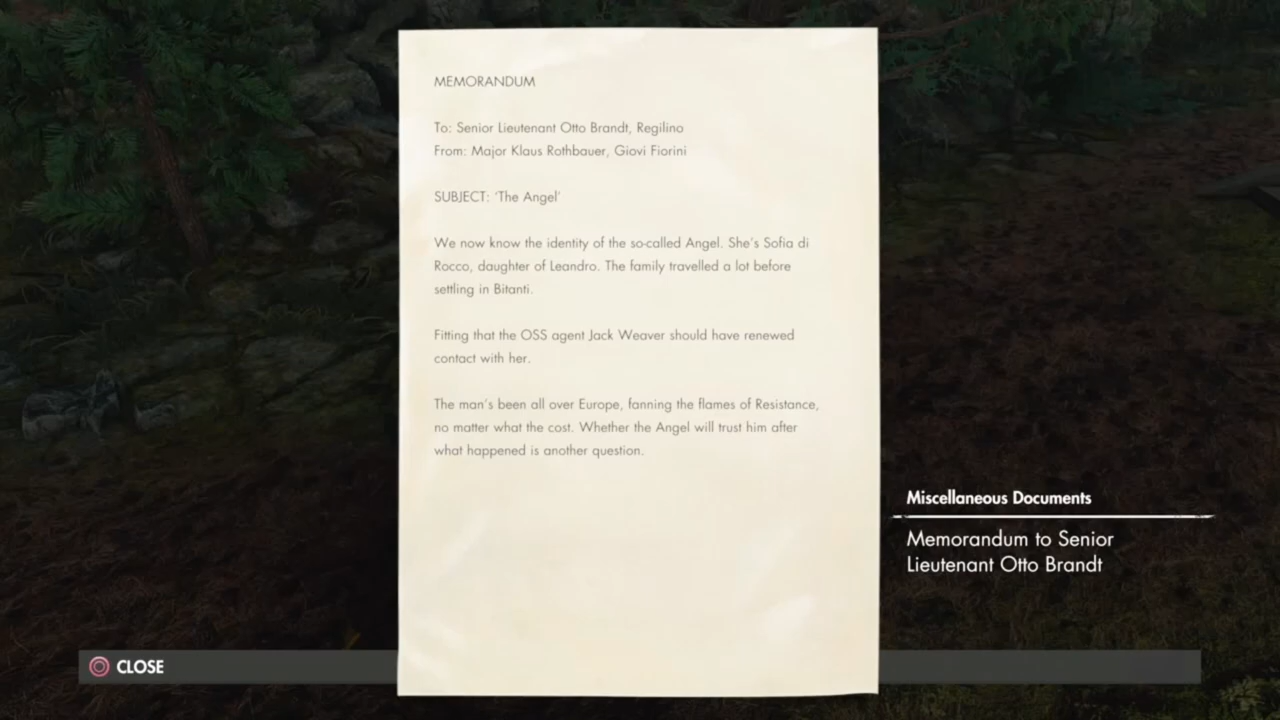 MEMORANDUM
To: Senior Lieutenant Otto Brandt, Regilino
From: Major Klaus Rothbauer, Giovi Fiorini
SUBJECT: 'The Angel'
We now know the identity of the so-called Angel. She's Sofia di
Rocco, daughter of Leandro. The family travelled a lot before
settling in Bitanti.
Fitting that the OSS agent Jack Weaver should have renewed
contact with her.
The man's been all over Europe, fanning the flames of Resistance,
no matter what the cost. Whether the Angel will trust him after
what happened is another question.
Miscellaneous Documents
Memorandum to Senior
Lieutenant Otto Brandt
CLOSE